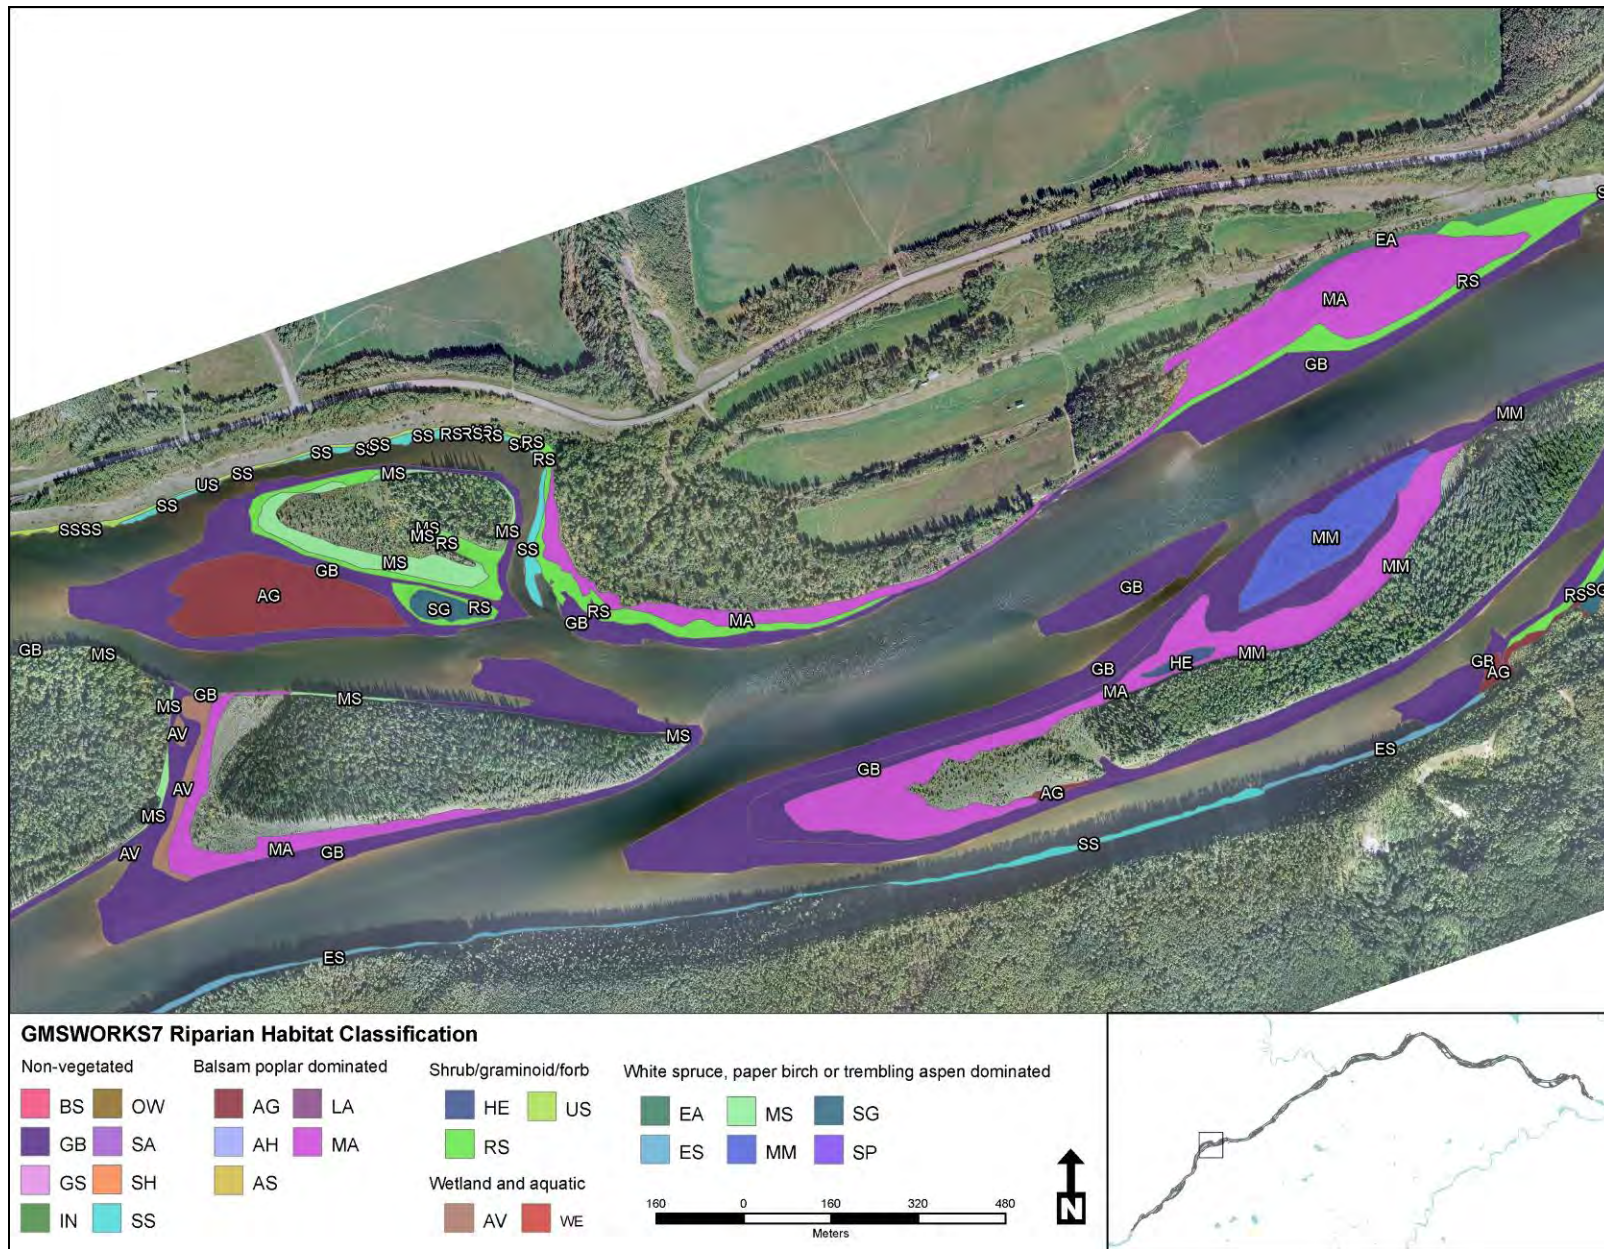 S
EA
MA
RS
GB
MM
SS
SS
SS
SS
RS
RS
RS
RS
RS
SS
US
SS
SSSS
MS
MS
MS
MS
RS
MS
SS
GB
AG
SG
RS
GB
RS
MA
MM
MM
GB
RS
SG
GB
AG
GB
HE
MM
MA
GB
MS
MS
GB
MS
MS
AV
AV
MS
AV
MA
GB
GB
AG
SS
ES
ES
GMSWORKS7 Riparian Habitat Classification
Non-vegetated
BS OW
GB SA
GS SH
IN SS
Balsam poplar dominated
AG LA
AH MA
AS
Shrub/graminoid/forb
HE US
RS
Wetland and aquatic
AV WE
White spruce, paper birch or trembling aspen dominated
EA MS SG
ES MM SP
160 0 160 320 480
Meters
N